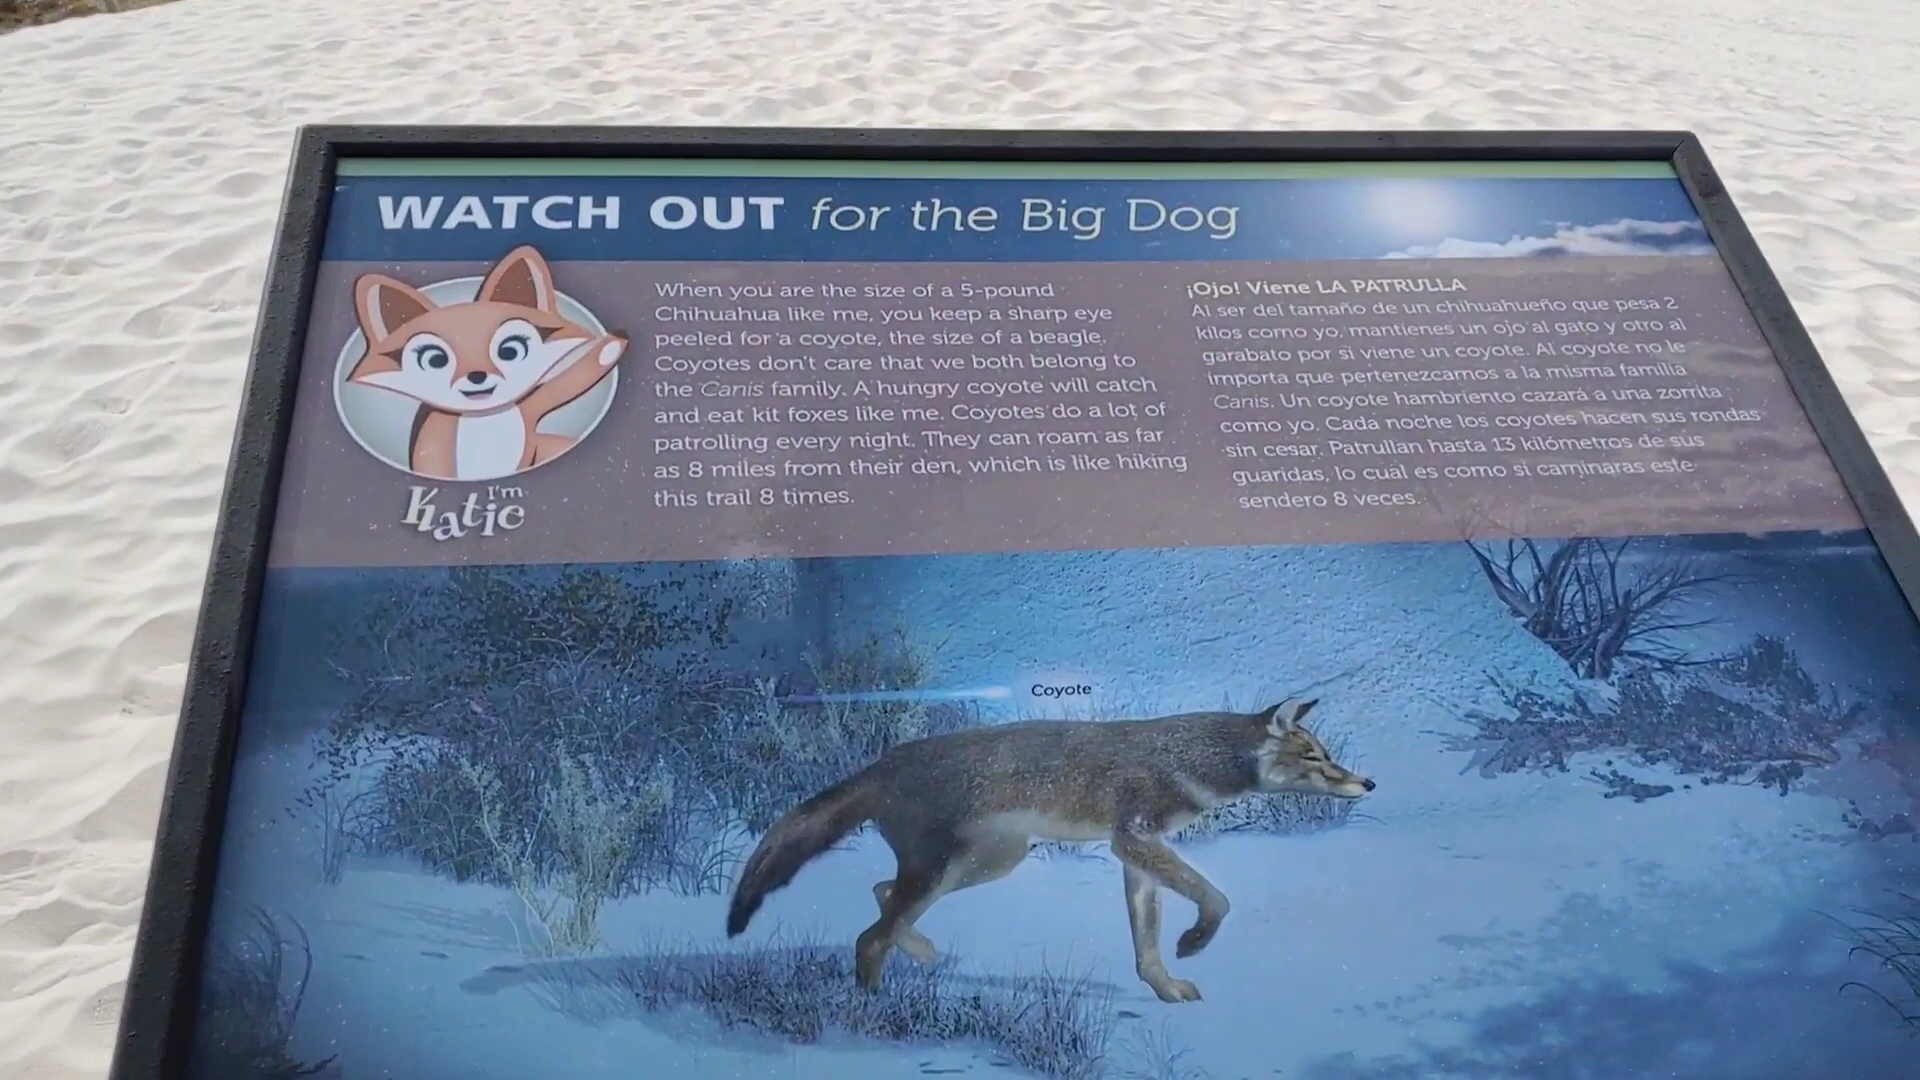 WATCH OUT for the Big Dog
When you are the size of a 5-pound
Chihuahua like me, you keep a sharp eye
peeled for a coyote, the size of a beagle.
Coyotes don't care that we both belong to
the Canis family. A hungry coyote will catch
and eat kit foxes like me. Coyotes do a lot of
patrolling every night. They can roam as far
as 8 miles from their den, which is like hiking
this trail 8 times.
¡Ojo! Viene LA PATRULLA
Al ser del tamaño de un chihuahueño que pesa 2
kilos como yo, mantienes un ojo al gato y otro al
garabato por si viene un coyote. Al coyote no le
importa que pertenezcamos a la misma familia
Canis. Un coyote hambriento cazará a una zorrita
como yo. Cada noche los coyotes hacen sus rondas
sin cesar. Patrullan hasta 13 kilómetros de sus
guaridas, lo cual es como si caminaras este
sendero 8 veces.
I'm
Katie
Coyote